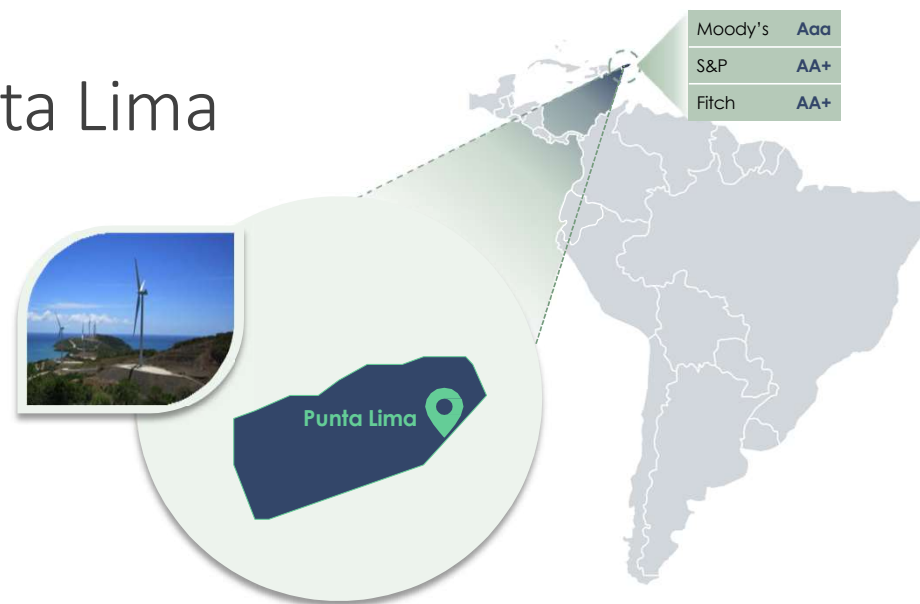 ta Lima
Moody's Aaa
S&P AA+
Fitch AA+
Punta Lima